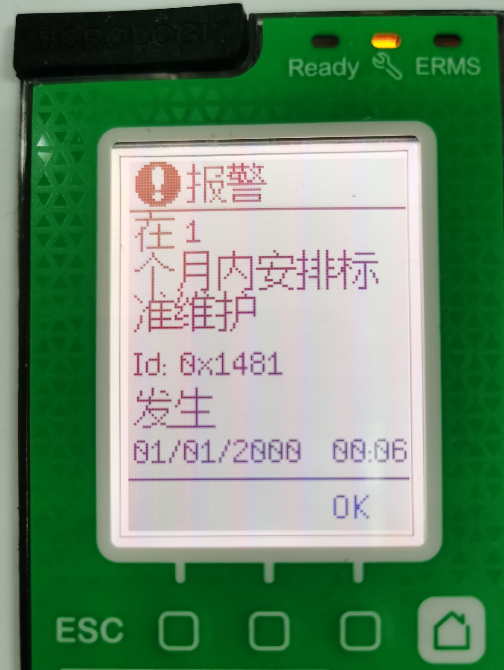 MICROLOGIC
Ready ERMS
报警
在 1
个月内安排标
准维护
Id: 0x1481
发生
01/01/2000 00:06
OK
ESC